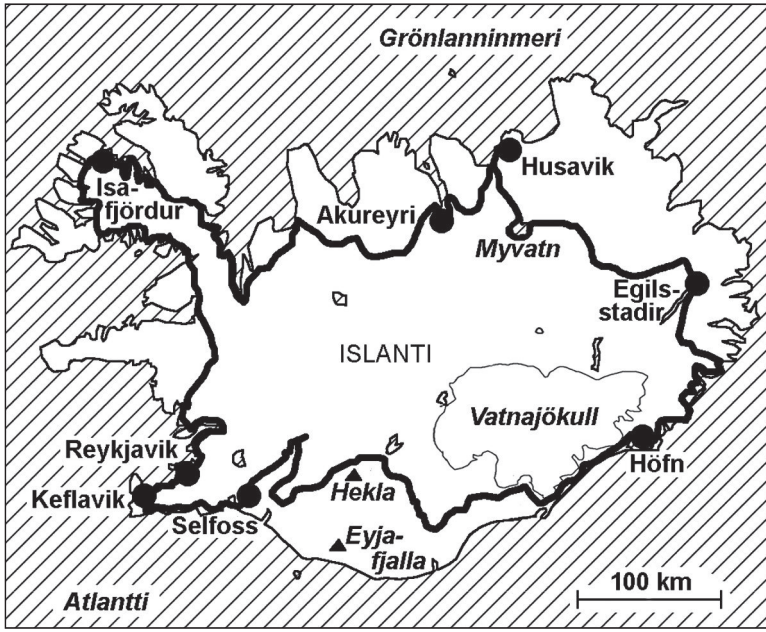 Grönlanninmeri
Husavik
Isa-
fjördur
Akureyri
Myvatn
Egils-
stadir
ISLANTI
Vatnajökull
Reykjavik
Höfn
Keflavik
Hekla
Selfoss
Eyja-
fjalla
100 km
Atlantti